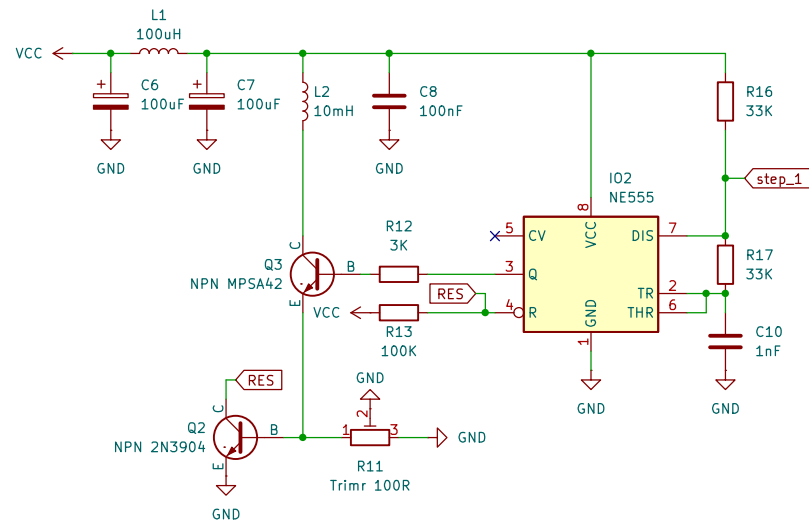 L1
100uH
VCC
C6
100uF
C7
100uF
L2
10mH
C8
100nF
R16
33K
GND
GND
GND
step_1
IO2
NE555
8
5
CV
VCC
DIS
7
R12
3K
C
Q3
NPN MPSA42
B
3
Q
R17
33K
E
RES
TR
2
VCC
4
R
GND
THR
6
R13
100K
1
C10
1nF
GND
GND
GND
RES
2
C
Q2
NPN 2N3904
B
1
3
GND
E
R11
Trimr 100R
GND